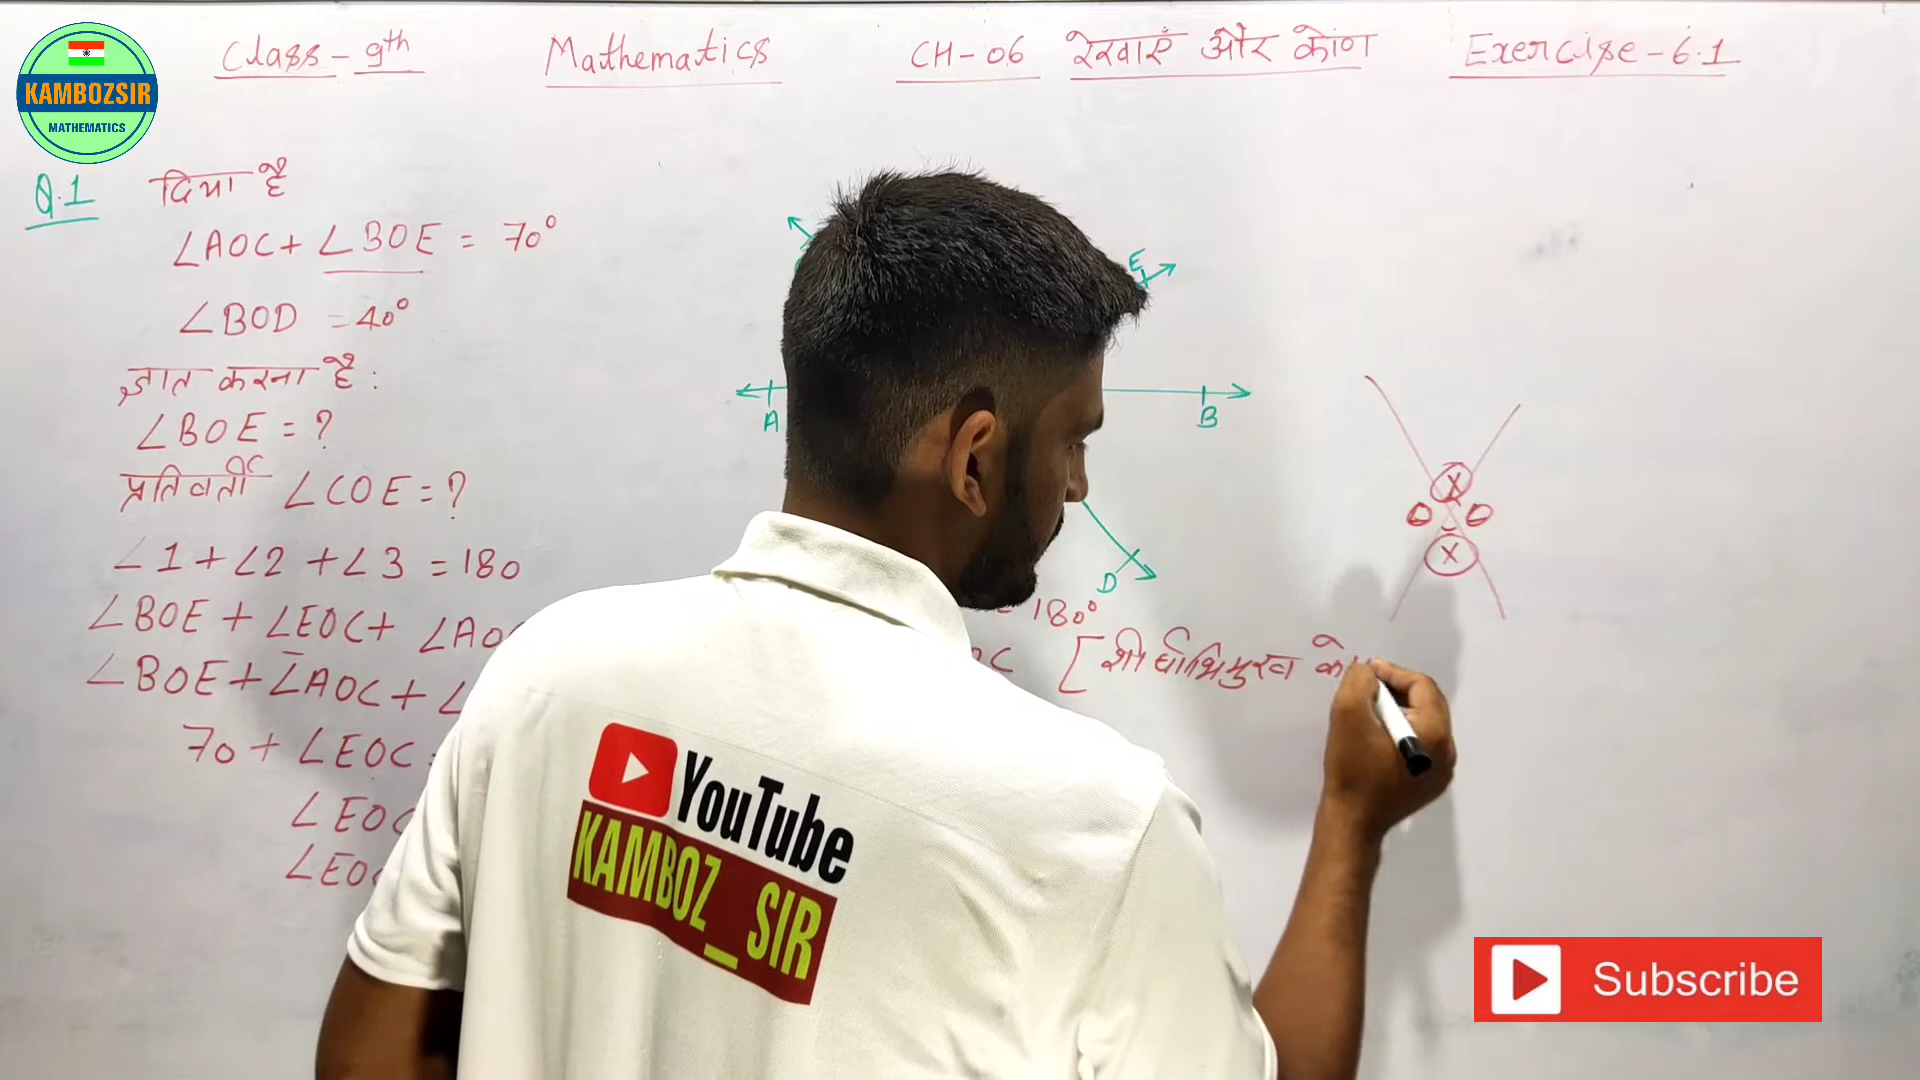 KAMBOZSIR
MATHEMATICS
Class - 9th Mathematics CH-06 रेखाएँ और कोण Exercise-6.1
Q.1 दिया है
∠AOC+ ∠BOE = 70°
∠BOD = 40°
ज्ञात करना है:
∠BOE = ?
प्रतिवर्ती ∠COE = ?
∠1 + ∠2 + ∠3 = 180
∠BOE + ∠EOC+ ∠AO
∠BOE + ∠AOC + ∠
70 + ∠EOC
∠EOC
∠EO
E
A
B
D
= 180°
OC [शीर्षाभिमुख को
X
O O
X
YouTube
KAMBOZ_SIR
Subscribe